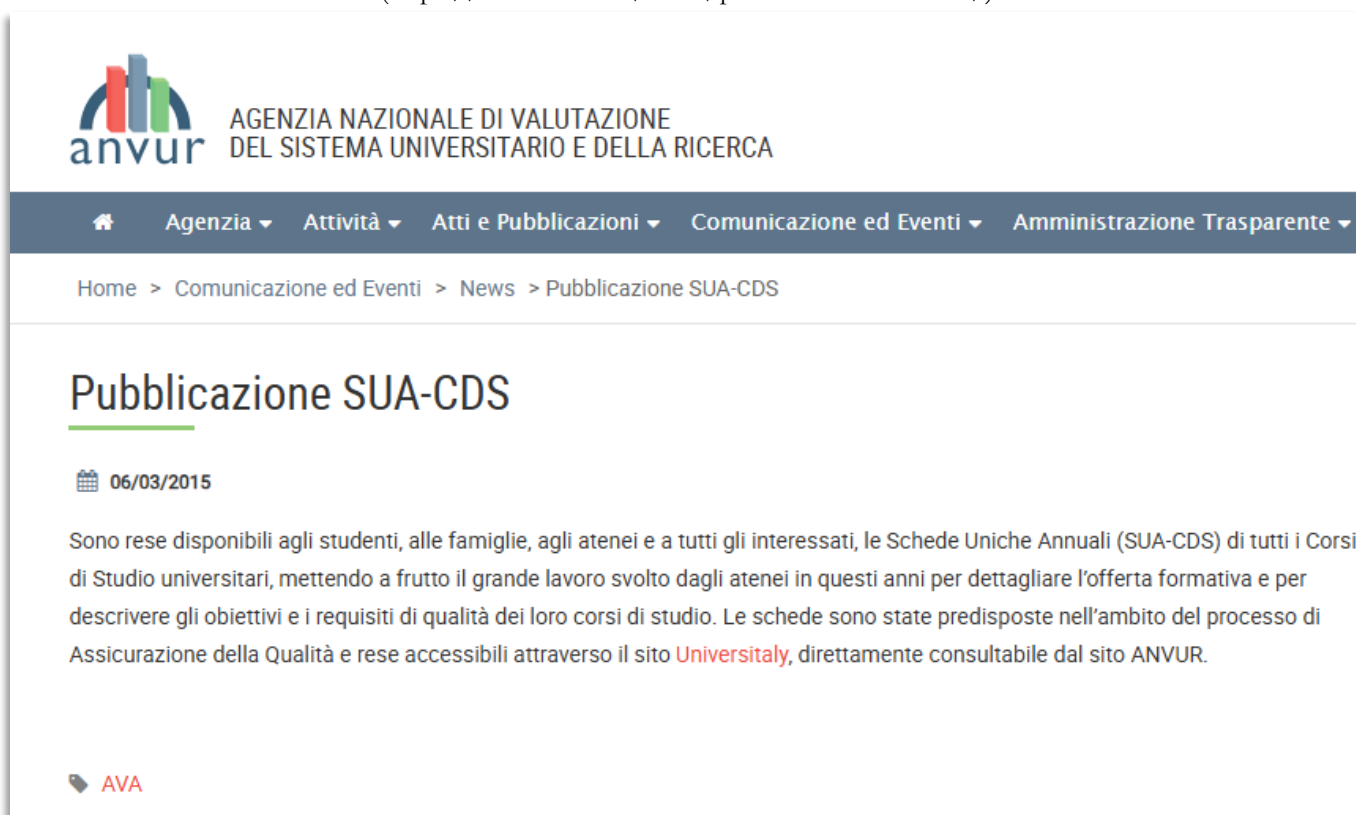 anvur
AGENZIA NAZIONALE DI VALUTAZIONE
DEL SISTEMA UNIVERSITARIO E DELLA RICERCA
Agenzia Attività Atti e Pubblicazioni Comunicazione ed Eventi Amministrazione Trasparente
Home > Comunicazione ed Eventi > News > Pubblicazione SUA-CDS
Pubblicazione SUA-CDS
06/03/2015
Sono rese disponibili agli studenti, alle famiglie, agli atenei e a tutti gli interessati, le Schede Uniche Annuali (SUA-CDS) di tutti i Corsi
di Studio universitari, mettendo a frutto il grande lavoro svolto dagli atenei in questi anni per dettagliare l'offerta formativa e per
descrivere gli obiettivi e i requisiti di qualità dei loro corsi di studio. Le schede sono state predisposte nell'ambito del processo di
Assicurazione della Qualità e rese accessibili attraverso il sito Universitaly, direttamente consultabile dal sito ANVUR.
AVA